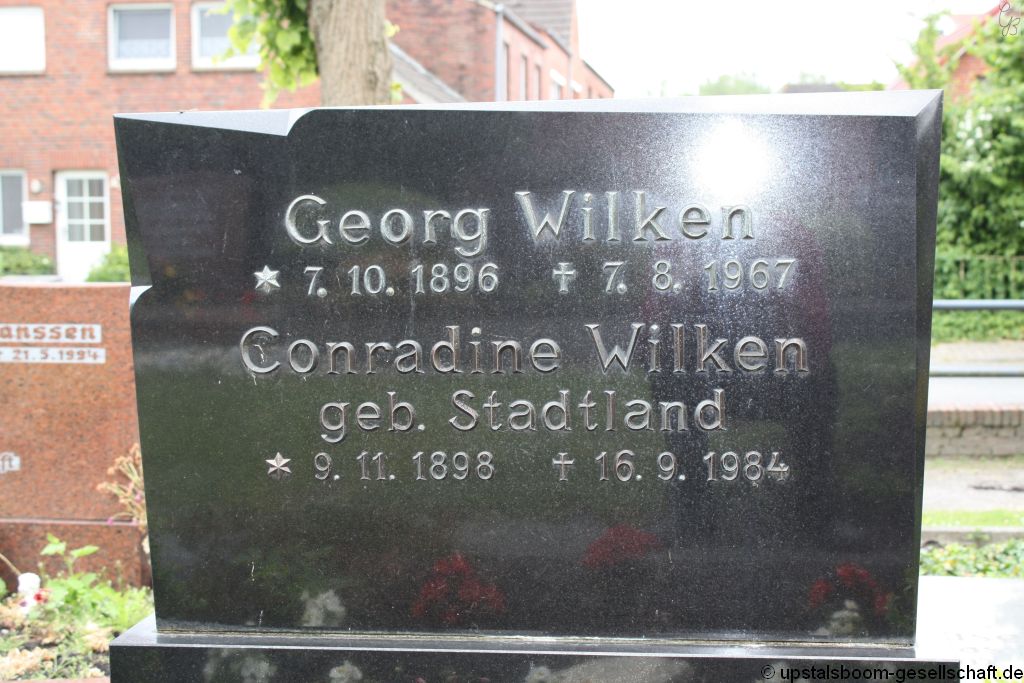 Georg Wilken
* 7. 10. 1896 † 7. 8. 1967
Conradine Wilken
geb. Stadtland
* 9. 11. 1898 † 16. 9. 1984
anssen
21.5.1994
© upstalsboom-gesellschaft.de